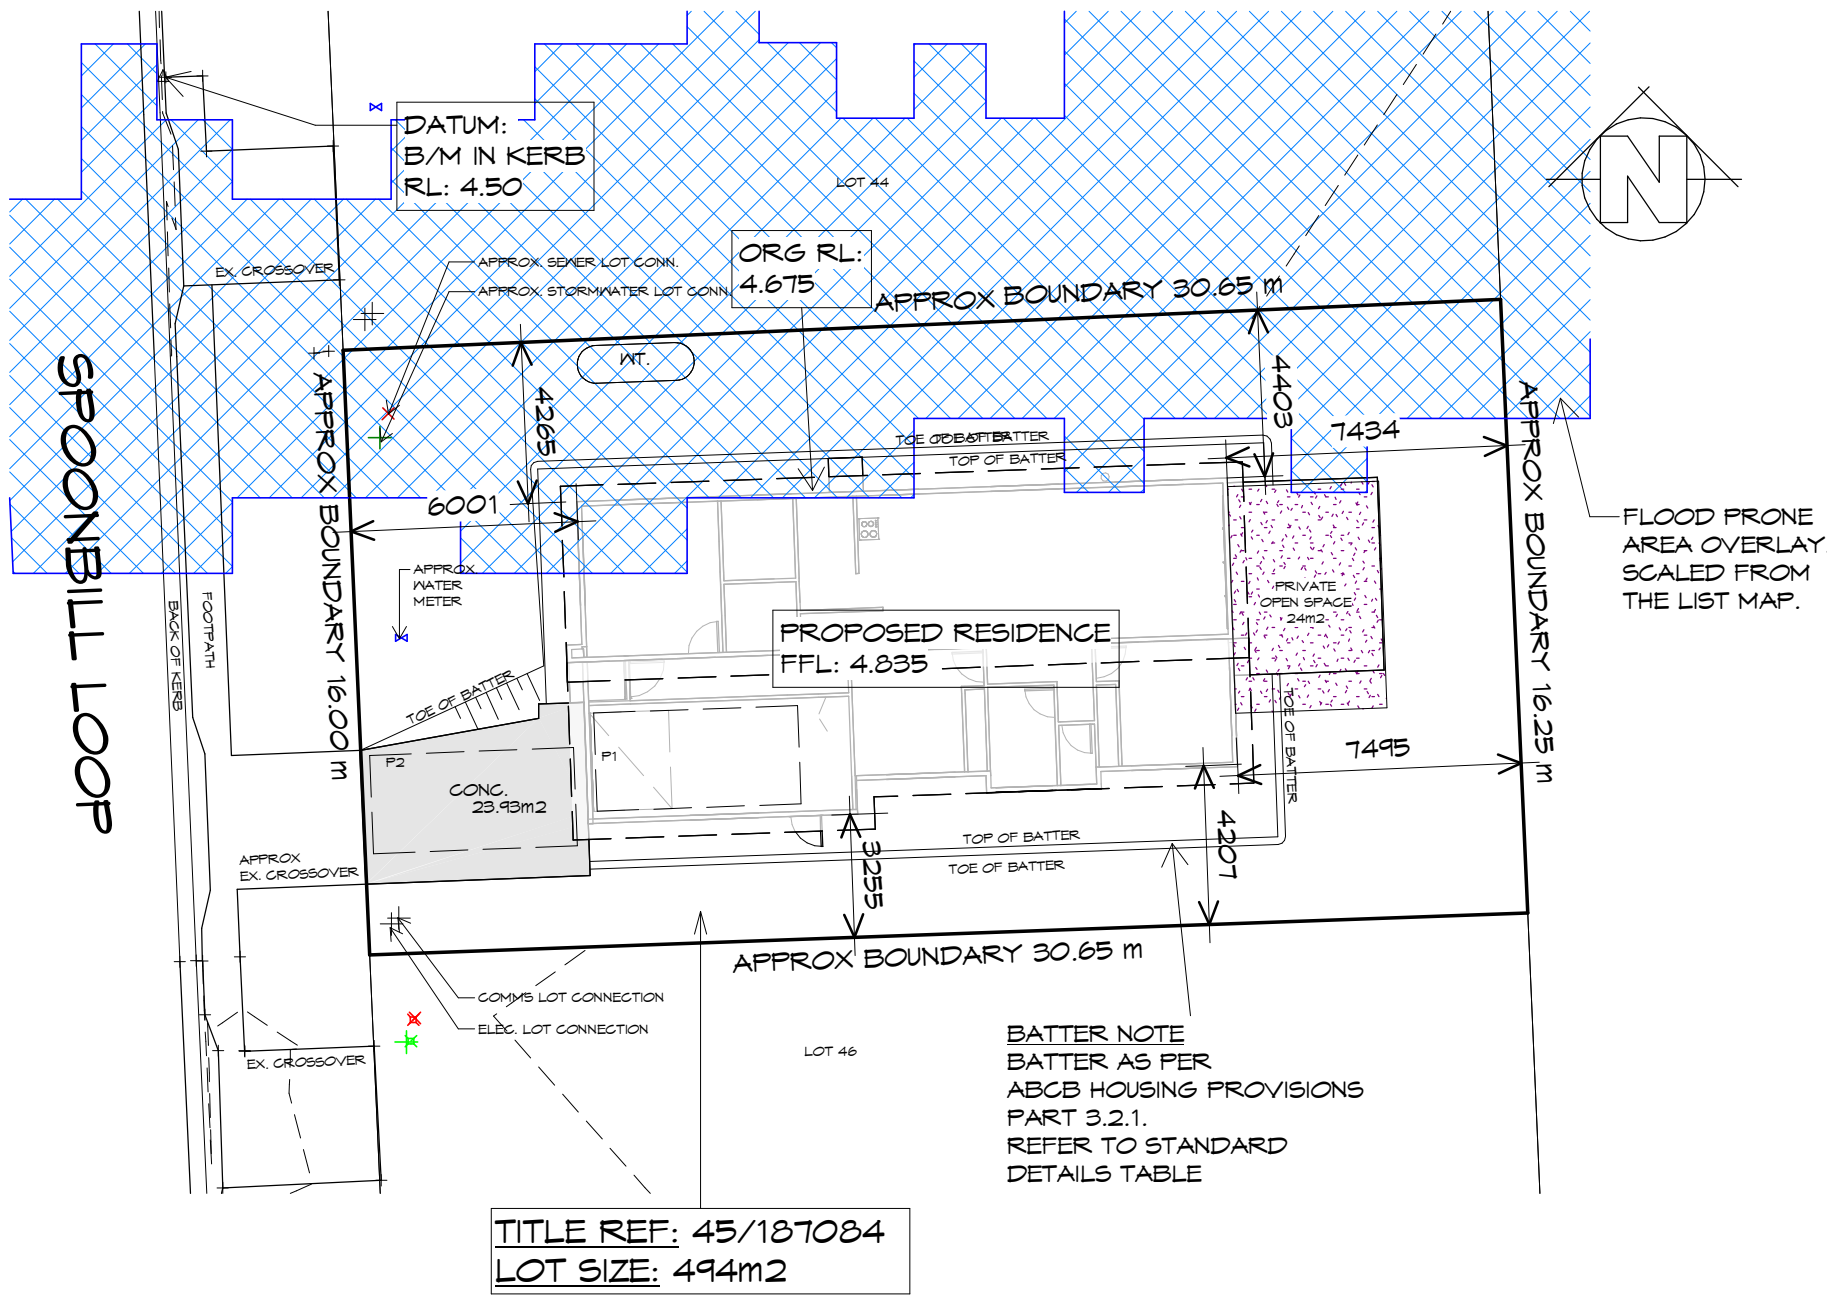 DATUM:
B/M IN KERB
RL: 4.50
LOT 44
N
EX. CROSSOVER
APPROX. SEWER LOT CONN.
APPROX. STORMWATER LOT CONN.
ORG RL:
4.675
APPROX BOUNDARY 30.65 m
WT.
SPOONBILL LOOP
APPROX BOUNDARY 16.00 m
4265
4403
7434
APPROX BOUNDARY 16.25 m
TOE OF BATTER
TOE OF BATTER
TOP OF BATTER
6001
FLOOD PRONE
AREA OVERLAY
SCALED FROM
THE LIST MAP.
APPROX
WATER
METER
BACK OF KERB
FOOTPATH
PRIVATE
OPEN SPACE
24m2
PROPOSED RESIDENCE
FFL: 4.835
TOE OF BATTER
TOE OF BATTER
P2
P1
CONC.
23.93m2
7495
4207
3255
TOP OF BATTER
TOE OF BATTER
APPROX
EX. CROSSOVER
APPROX BOUNDARY 30.65 m
COMMS LOT CONNECTION
ELEC. LOT CONNECTION
EX. CROSSOVER
LOT 46
BATTER NOTE
BATTER AS PER
ABCB HOUSING PROVISIONS
PART 3.2.1.
REFER TO STANDARD
DETAILS TABLE
TITLE REF: 45/187084
LOT SIZE: 494m2